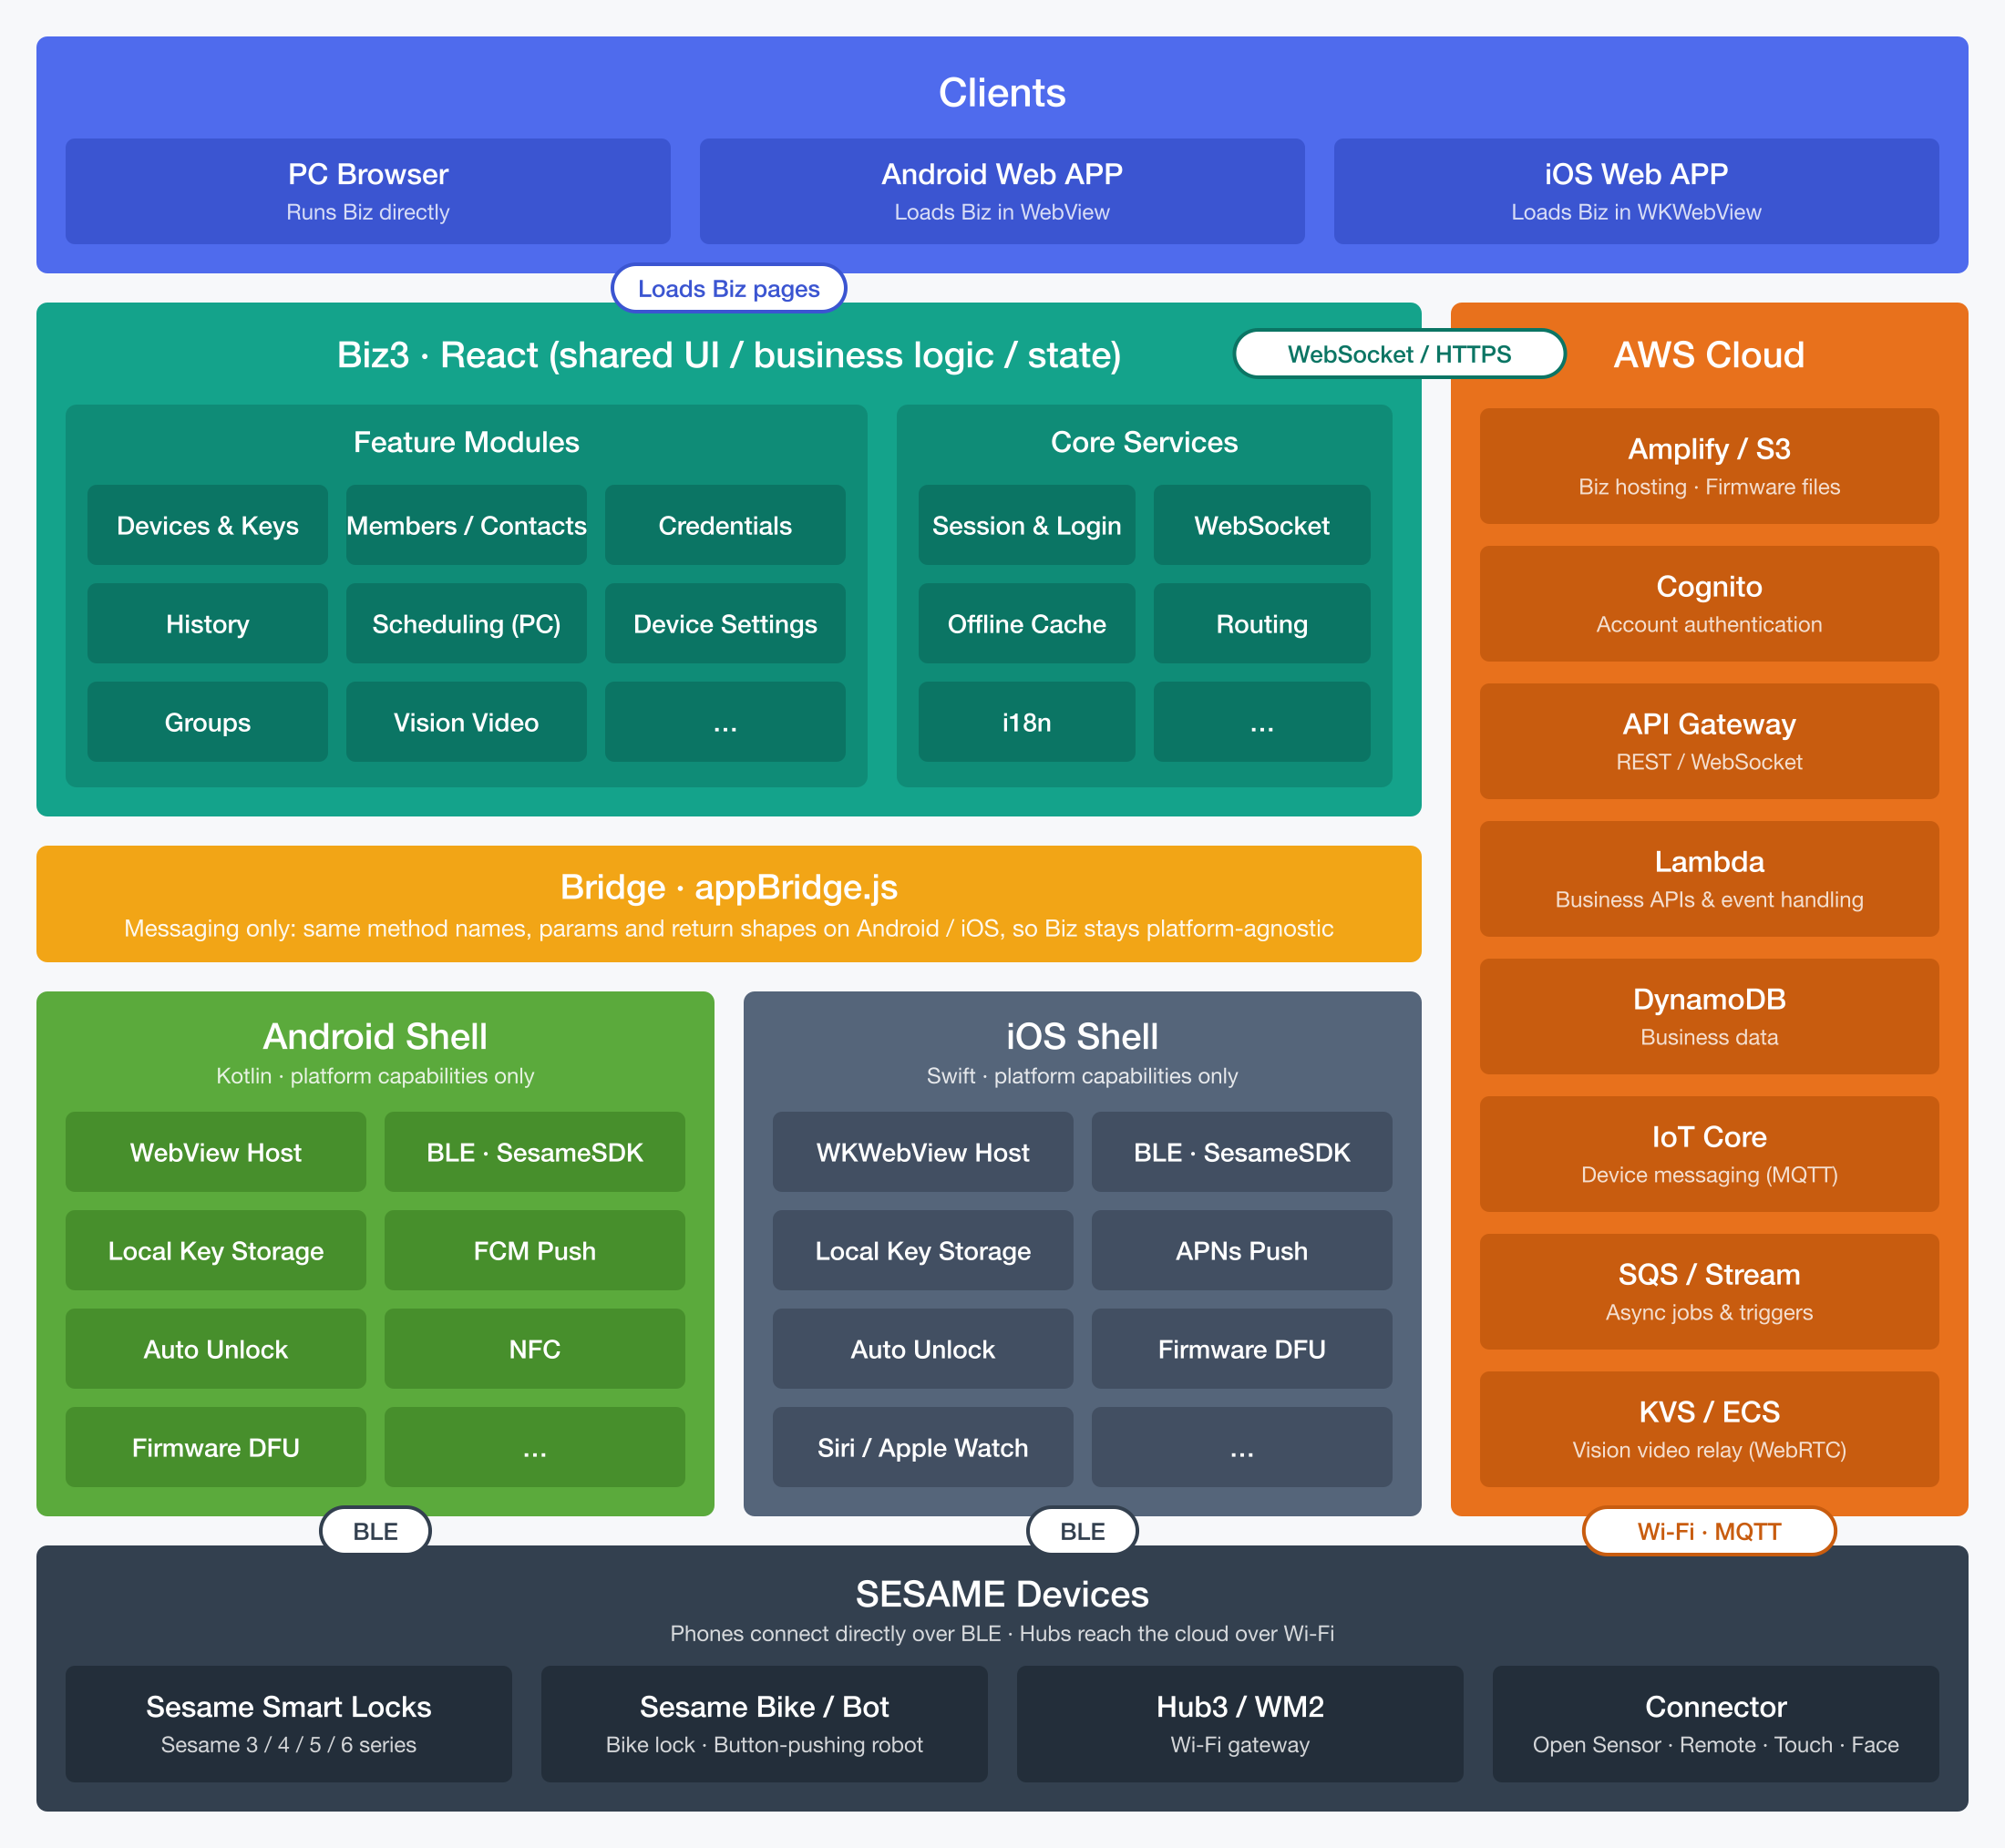 Clients
PC Browser
Runs Biz directly
Android Web APP
Loads Biz in WebView
iOS Web APP
Loads Biz in WKWebView
Loads Biz pages
Biz3 · React (shared UI / business logic / state)
WebSocket / HTTPS
Feature Modules
Devices & Keys
Members / Contacts
Credentials
History
Scheduling (PC)
Device Settings
Groups
Vision Video
...
Core Services
Session & Login
WebSocket
Offline Cache
Routing
i18n
...
AWS Cloud
Amplify / S3
Biz hosting · Firmware files
Cognito
Account authentication
API Gateway
REST / WebSocket
Lambda
Business APIs & event handling
DynamoDB
Business data
IoT Core
Device messaging (MQTT)
SQS / Stream
Async jobs & triggers
KVS / ECS
Vision video relay (WebRTC)
Bridge · appBridge.js
Messaging only: same method names, params and return shapes on Android / iOS, so Biz stays platform-agnostic
Android Shell
Kotlin · platform capabilities only
WebView Host
BLE · SesameSDK
Local Key Storage
FCM Push
Auto Unlock
NFC
Firmware DFU
...
iOS Shell
Swift · platform capabilities only
WKWebView Host
BLE · SesameSDK
Local Key Storage
APNs Push
Auto Unlock
Firmware DFU
Siri / Apple Watch
...
BLE
BLE
Wi-Fi · MQTT
SESAME Devices
Phones connect directly over BLE · Hubs reach the cloud over Wi-Fi
Sesame Smart Locks
Sesame 3 / 4 / 5 / 6 series
Sesame Bike / Bot
Bike lock · Button-pushing robot
Hub3 / WM2
Wi-Fi gateway
Connector
Open Sensor · Remote · Touch · Face